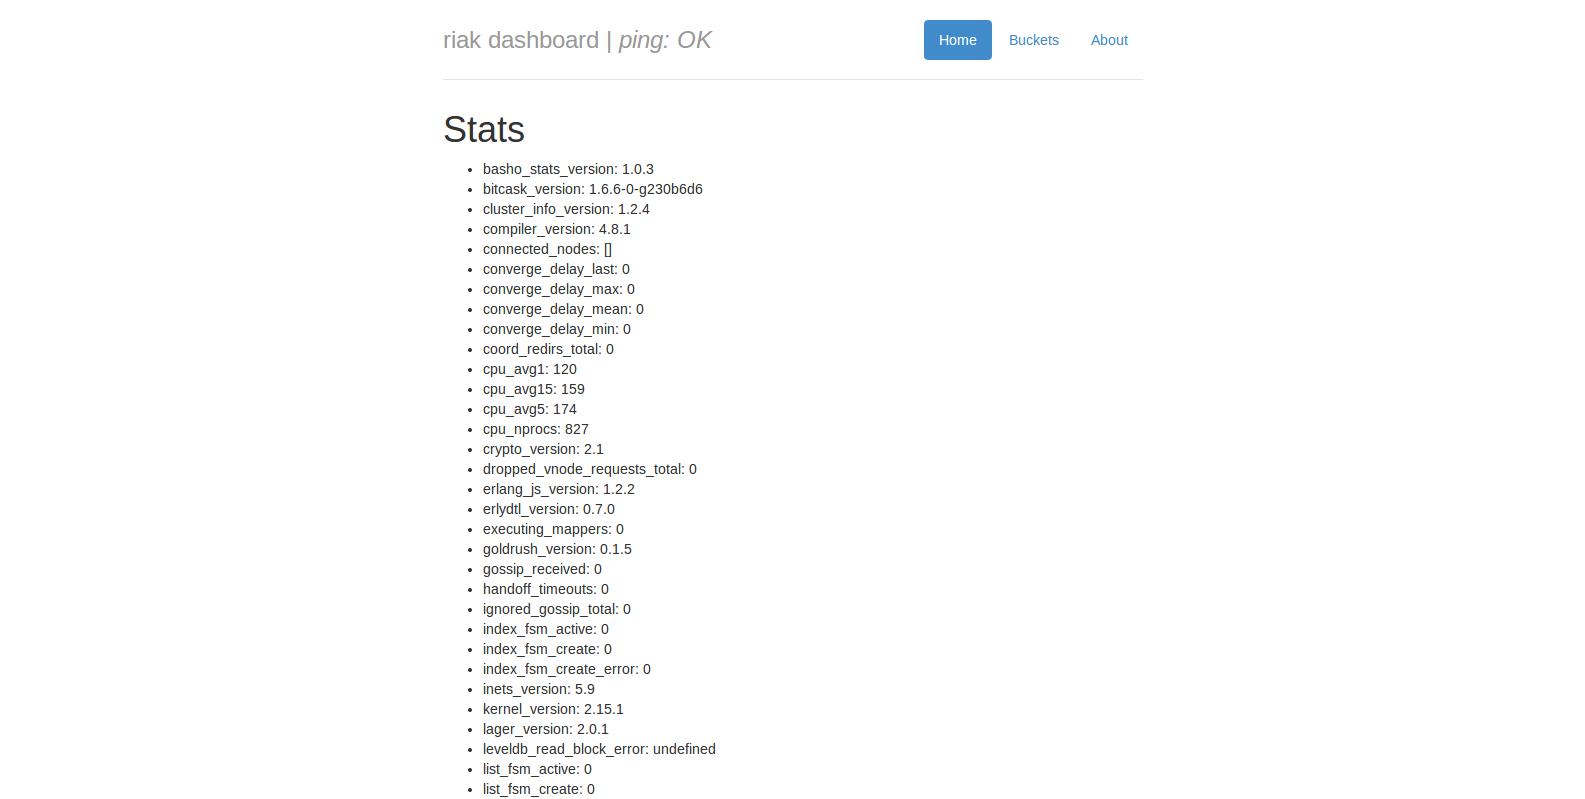 riak dashboard | ping: OK
Home Buckets About
Stats
• basho_stats_version: 1.0.3
• bitcask_version: 1.6.6-0-g230b6d6
• cluster_info_version: 1.2.4
• compiler_version: 4.8.1
• connected_nodes: []
• converge_delay_last: 0
• converge_delay_max: 0
• converge_delay_mean: 0
• converge_delay_min: 0
• coord_redirs_total: 0
• cpu_avg1: 120
• cpu_avg15: 159
• cpu_avg5: 174
• cpu_nprocs: 827
• crypto_version: 2.1
• dropped_vnode_requests_total: 0
• erlang_js_version: 1.2.2
• erlydtl_version: 0.7.0
• executing_mappers: 0
• goldrush_version: 0.1.5
• gossip_received: 0
• handoff_timeouts: 0
• ignored_gossip_total: 0
• index_fsm_active: 0
• index_fsm_create: 0
• index_fsm_create_error: 0
• inets_version: 5.9
• kernel_version: 2.15.1
• lager_version: 2.0.1
• leveldb_read_block_error: undefined
• list_fsm_active: 0
• list_fsm_create: 0